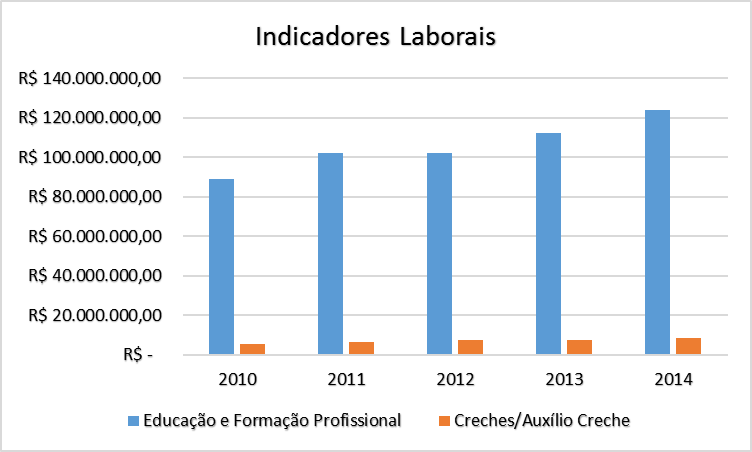 Indicadores Laborais
R$ 140.000.000,00
R$ 120.000.000,00
R$ 100.000.000,00
R$ 80.000.000,00
R$ 60.000.000,00
R$ 40.000.000,00
R$ 20.000.000,00
R$ -
2010 2011 2012 2013 2014
Educação e Formação Profissional Creches/Auxílio Creche